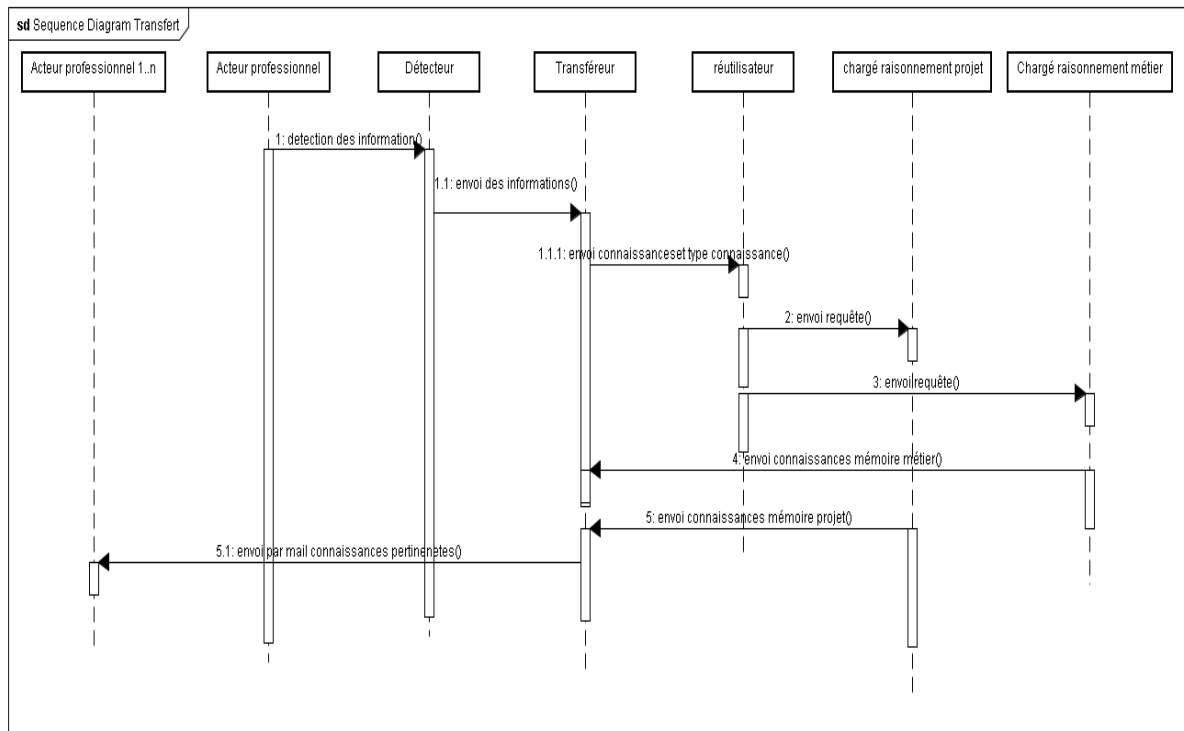 sd Sequence Diagram Transfert
Acteur professionnel 1..n
Acteur professionnel
Détecteur
Transféreur
réutilisateur
chargé raisonnement projet
Chargé raisonnement métier
1: detection des information()
1.1: envoi des informations()
1.1.1: envoi connaissanceset type connaissance()
2: envoi requête()
3: envoi requête()
4: envoi connaissances mémoire métier()
5: envoi connaissances mémoire projet()
5.1: envoi par mail connaissances pertinenetes()